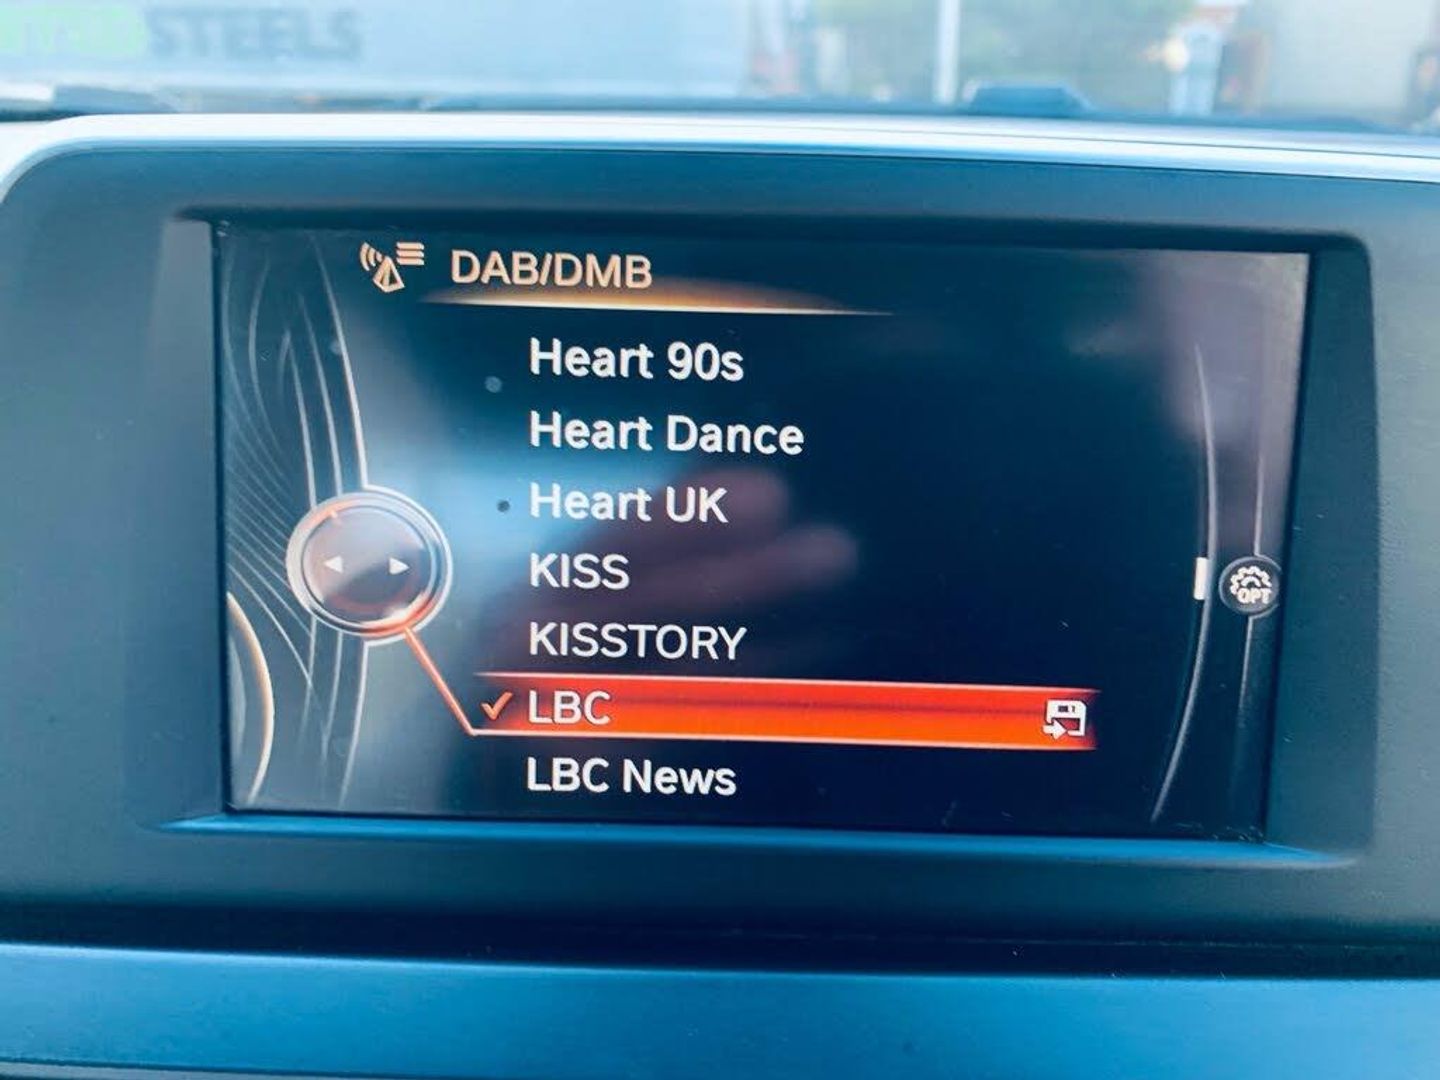 STEELS
DAB/DMB
Heart 90s
Heart Dance
Heart UK
KISS
KISSTORY
LBC
LBC News
OPT